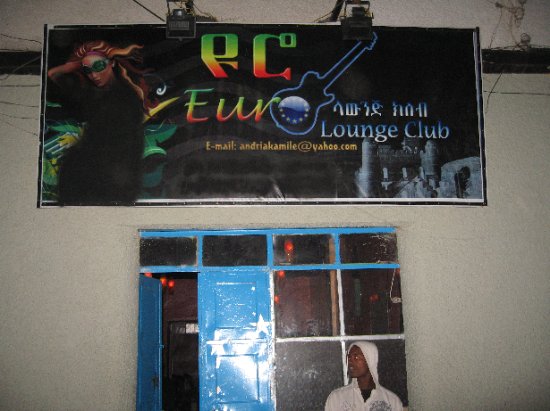 ዩሮ
Euro
ላውንጅ ክለብ
Lounge Club
E-mail: andriakamile@yahoo.com